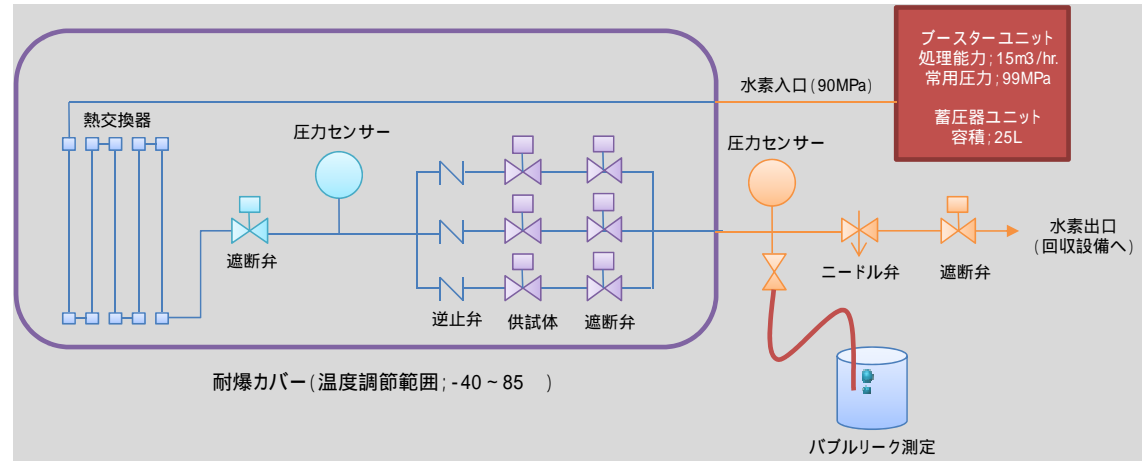 ブースターユニット
処理能力;15m3/hr.
常用圧力;99MPa
蓄圧器ユニット
容積;25L
水素入口(90MPa)
熱交換器
圧力センサー
圧力センサー
水素出口
(回収設備へ)
遮断弁
ニードル弁
遮断弁
逆止弁
供試体
遮断弁
耐爆カバー(温度調節範囲;-40~85 )
バブルリーク測定